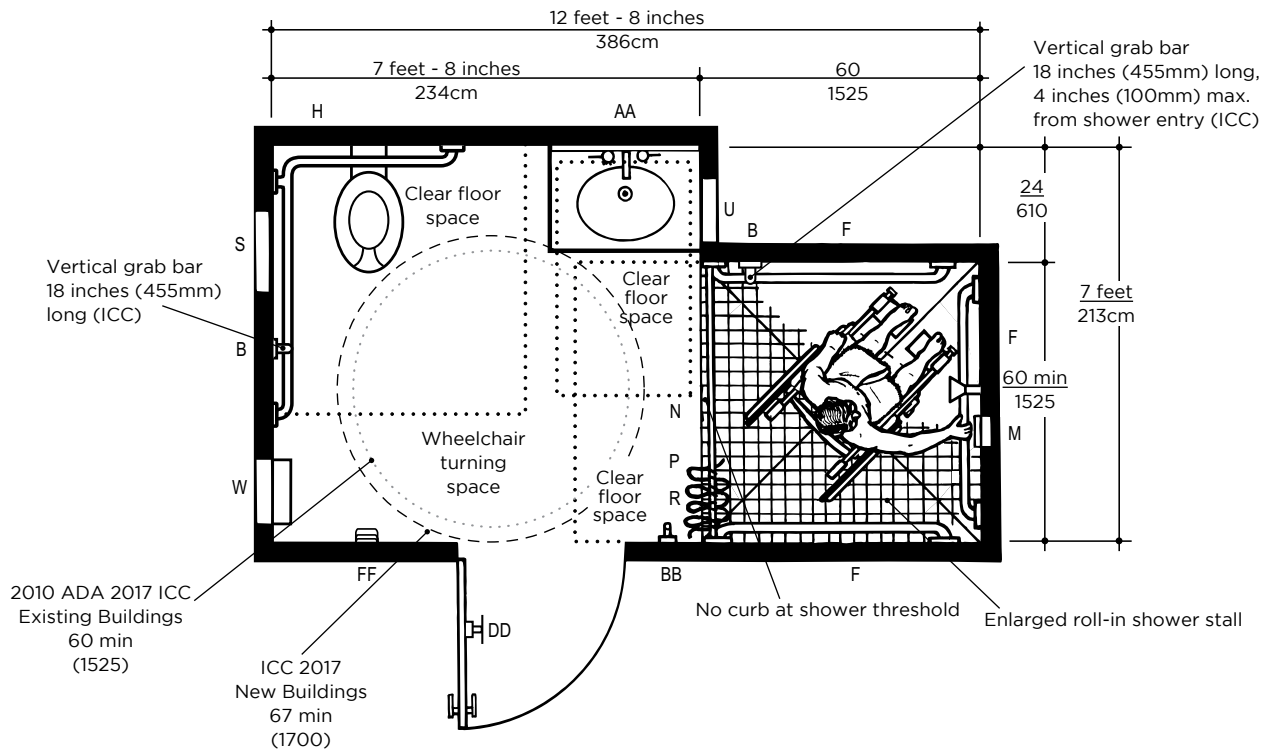 12 feet - 8 inches
386cm
7 feet - 8 inches
234cm
60
1525
Vertical grab bar
18 inches (455mm) long,
4 inches (100mm) max.
from shower entry (ICC)
H
AA
Clear floor
space
U
B
F
24
610
S
Vertical grab bar
18 inches (455mm)
long (ICC)
B
Clear
floor
space
7 feet
213cm
F
60 min
1525
N
M
Wheelchair
turning
space
P
R
Clear
floor
space
W
FF
BB
F
2010 ADA 2017 ICC
Existing Buildings
60 min
(1525)
DD
No curb at shower threshold
Enlarged roll-in shower stall
ICC 2017
New Buildings
67 min
(1700)